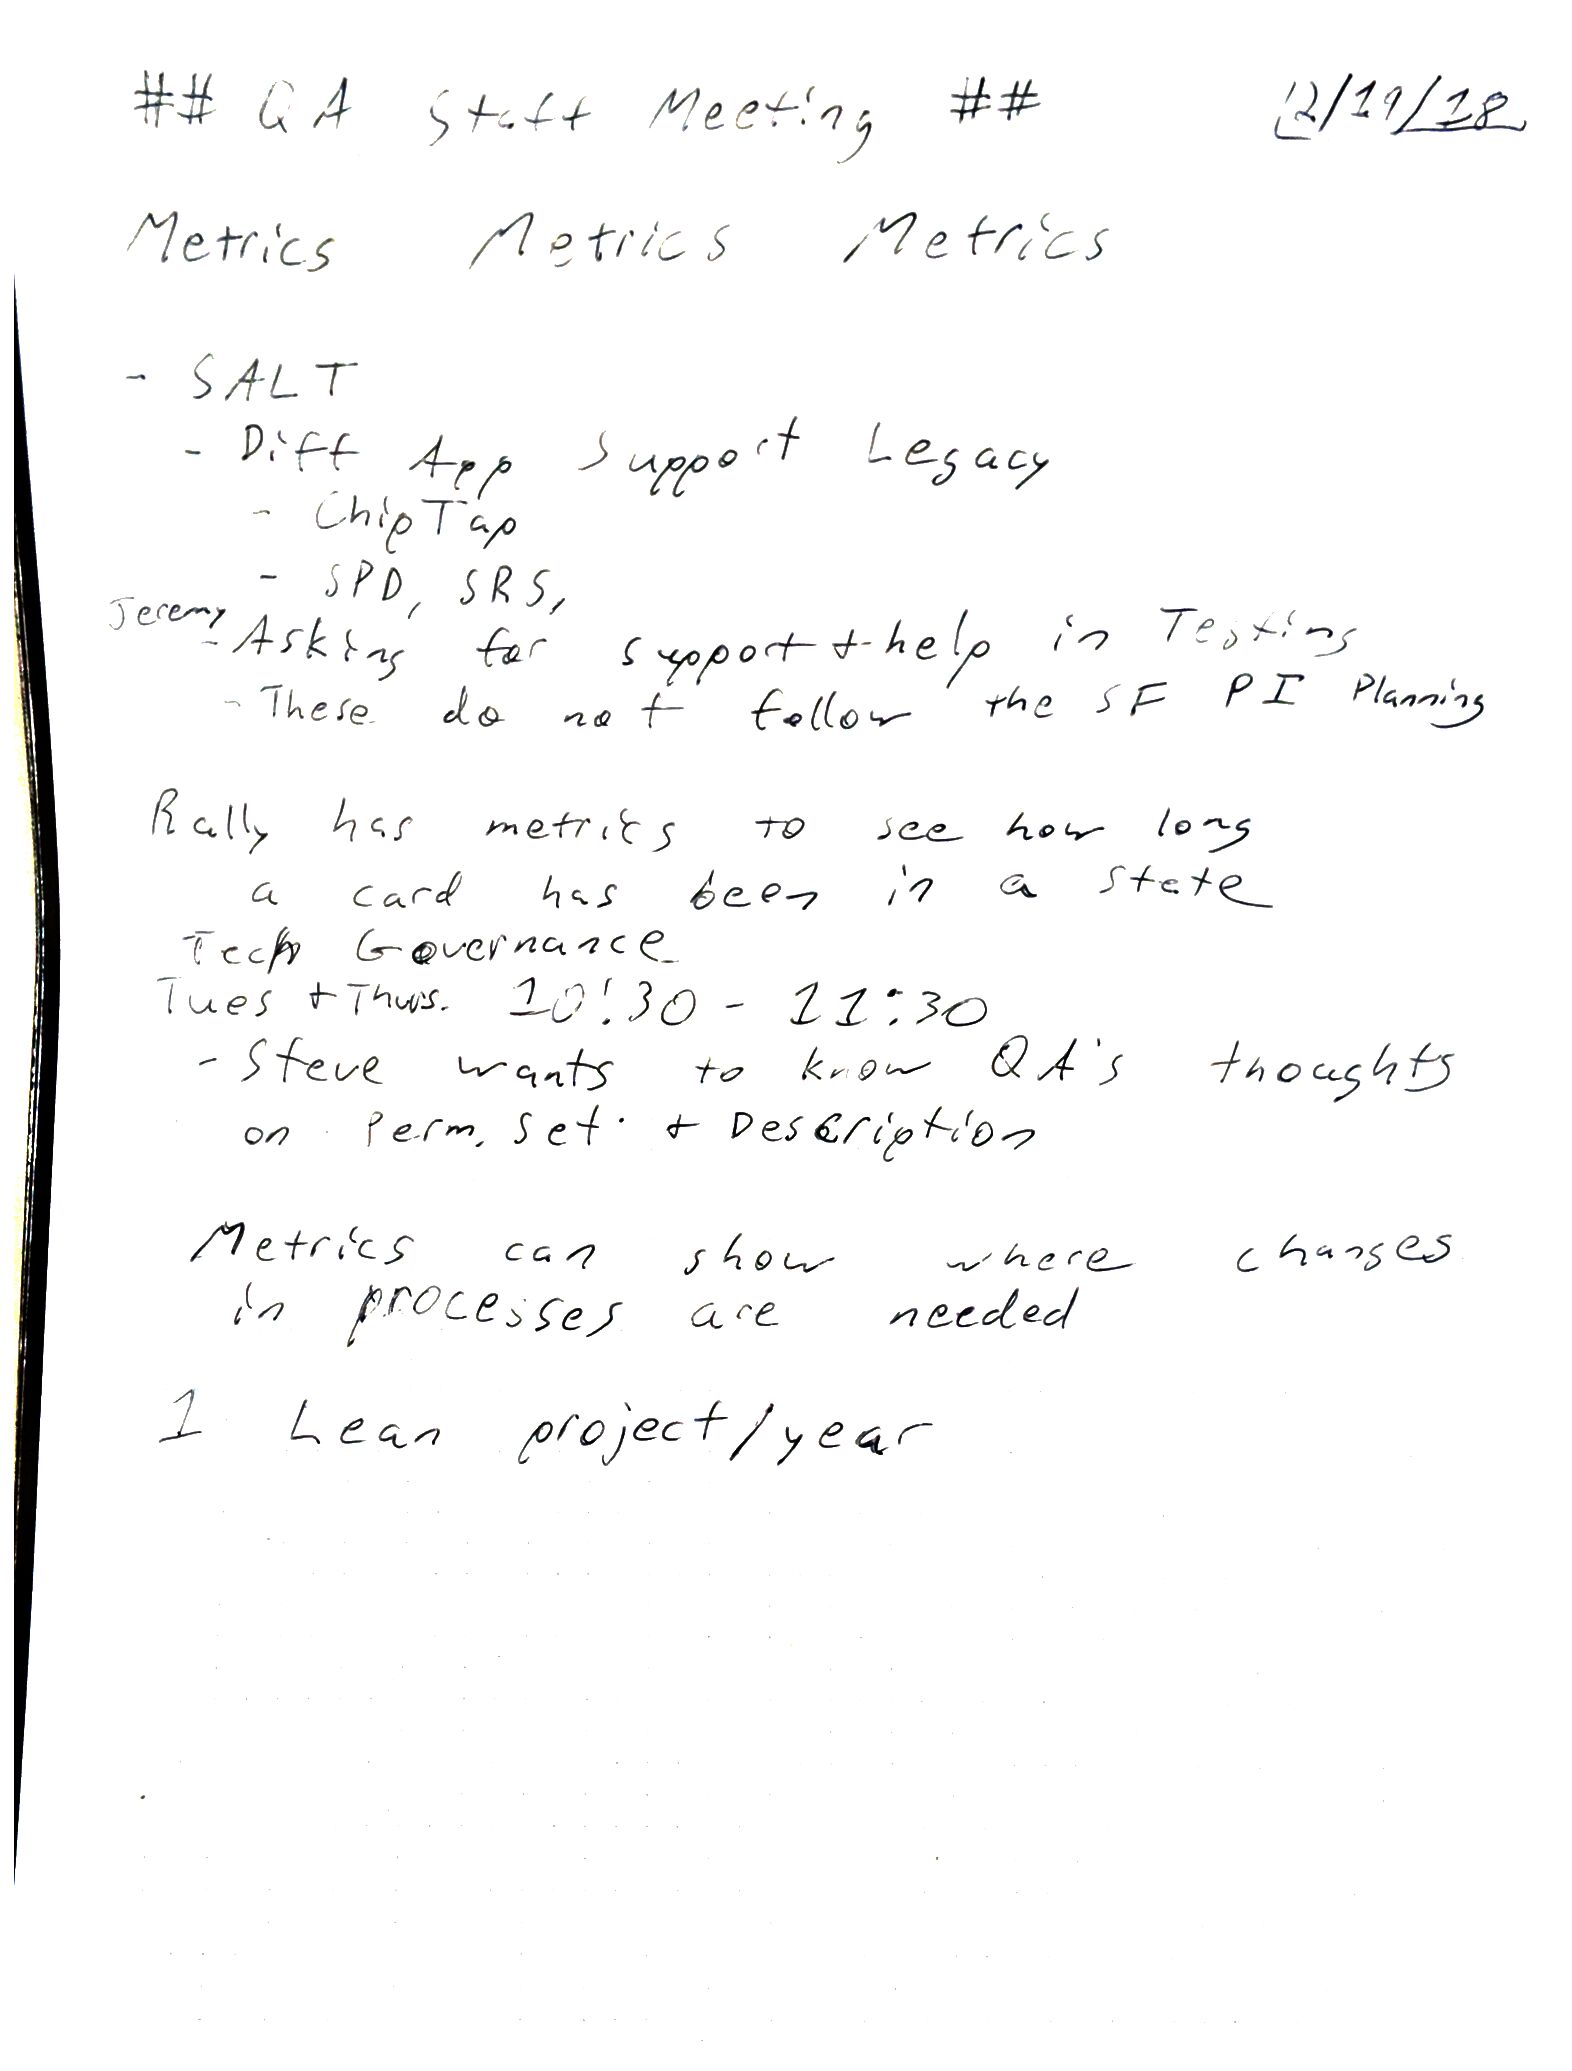 ## QA Staff Meeting ## 12/19/18
Metrics Metrics Metrics
- SALT
- Diff App Support Legacy
- ChipTap
- SPD, SRS,
Jeremy
- Asking for support + help in Testing
- These do not follow the SF PI Planning
Rally has metrics to see how long
a card has been in a state
Tech Governance
Tues + Thurs. 10:30 - 11:30
- Steve wants to know QA's thoughts
on Perm. Set. + Description
Metrics can show where changes
in processes are needed
1 Lean project/year